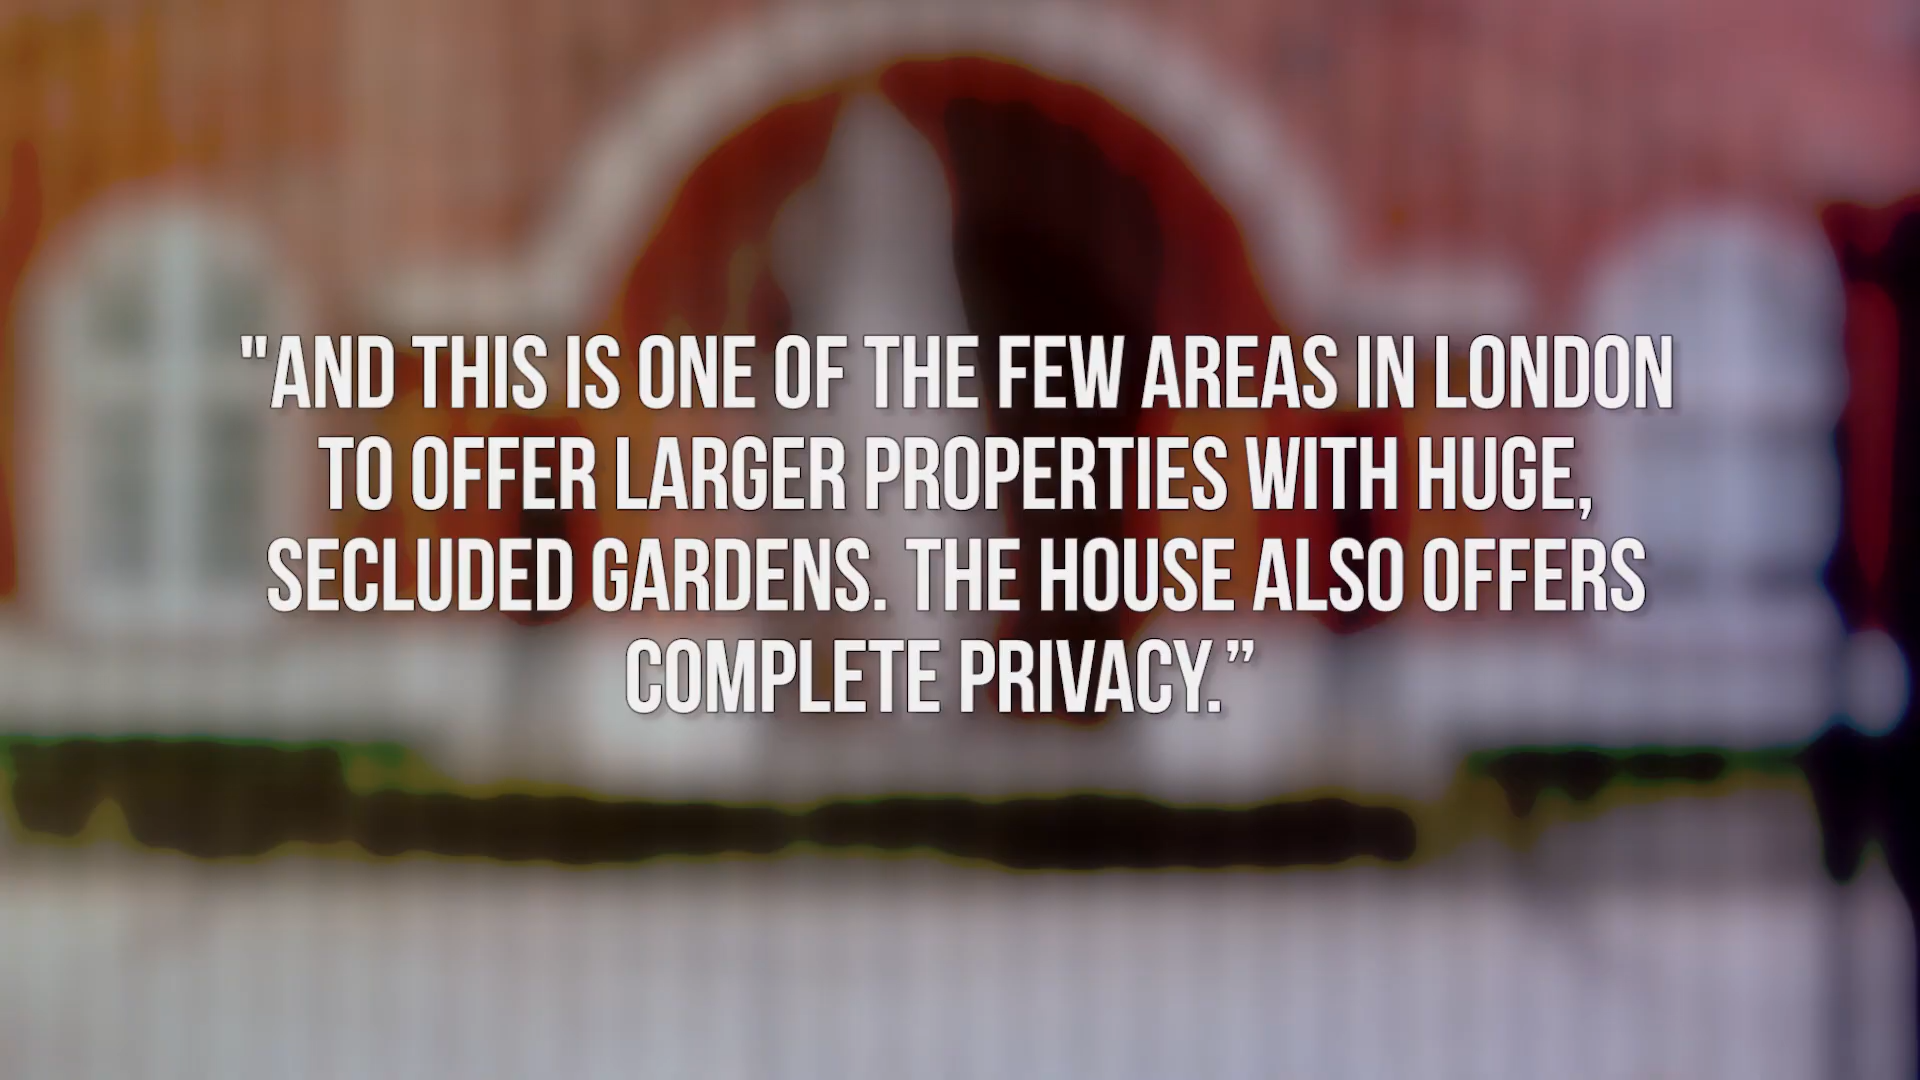 "AND THIS IS ONE OF THE FEW AREAS IN LONDON
TO OFFER LARGER PROPERTIES WITH HUGE,
SECLUDED GARDENS. THE HOUSE ALSO OFFERS
COMPLETE PRIVACY.”